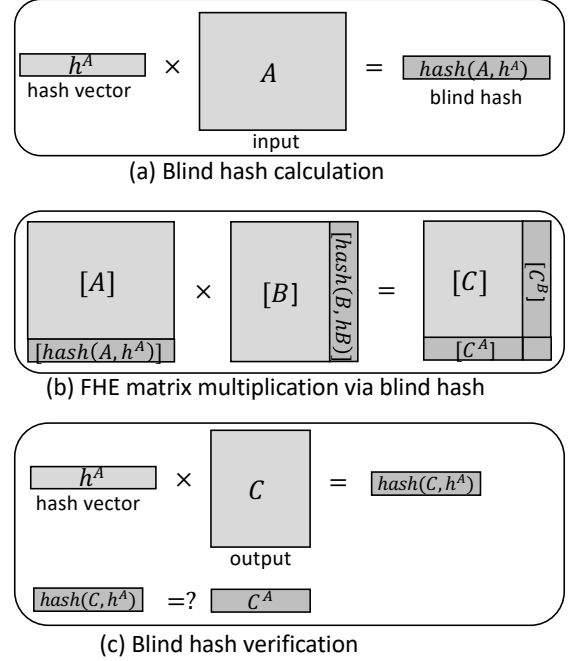 h^A × A = hash(A, h^A)
hash vector
blind hash
input
(a) Blind hash calculation
[A] × [B] [hash(B, hB)] = [C] [C^B]
[hash(A, h^A)] [C^A]
(b) FHE matrix multiplication via blind hash
h^A × C = hash(C, h^A)
hash vector
output
hash(C, h^A) =? C^A
(c) Blind hash verification